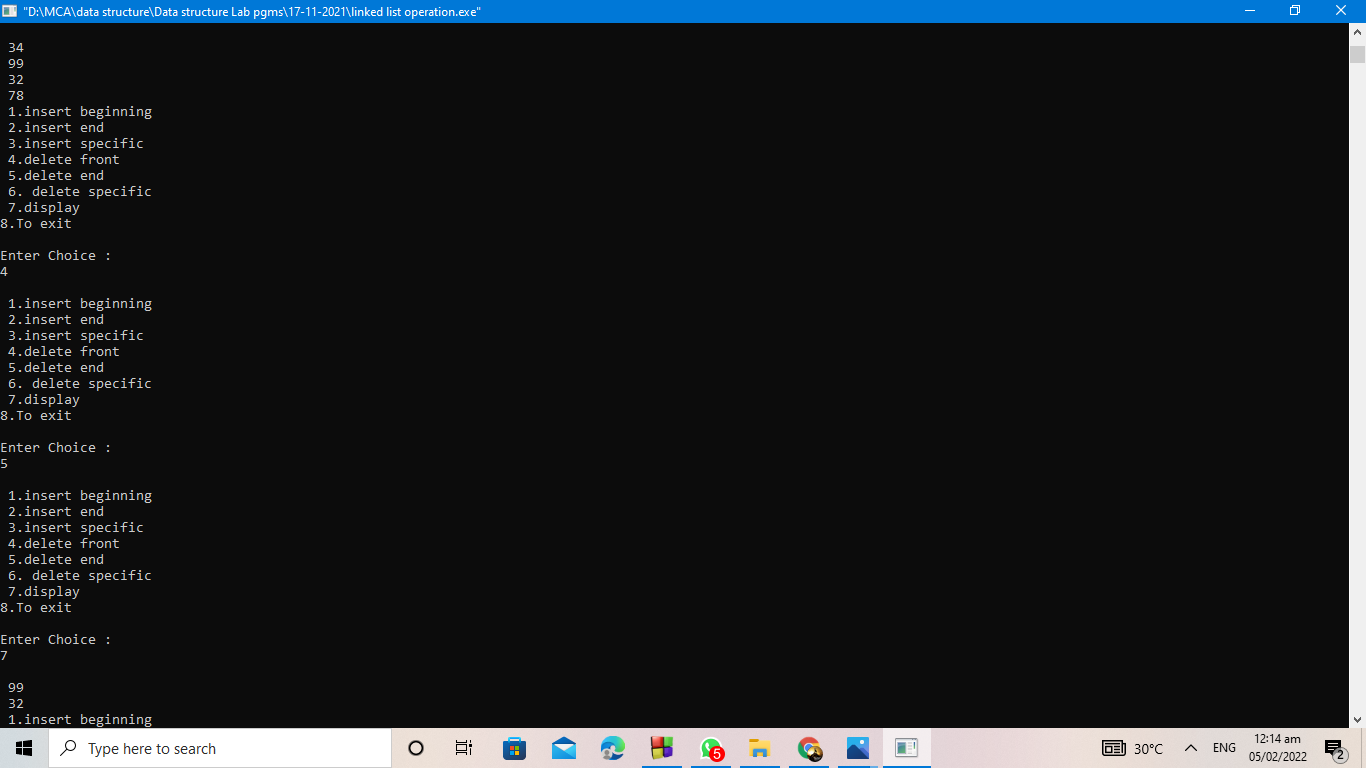 "D:\MCA\data structure\Data structure Lab pgms\17-11-2021\linked list operation.exe"
34
99
32
78
1.insert beginning
2.insert end
3.insert specific
4.delete front
5.delete end
6. delete specific
7.display
8.To exit
Enter Choice :
4
1.insert beginning
2.insert end
3.insert specific
4.delete front
5.delete end
6. delete specific
7.display
8.To exit
Enter Choice :
5
1.insert beginning
2.insert end
3.insert specific
4.delete front
5.delete end
6. delete specific
7.display
8.To exit
Enter Choice :
7
99
32
1.insert beginning
Type here to search
5
30°C
ENG
12:14 am
05/02/2022
2